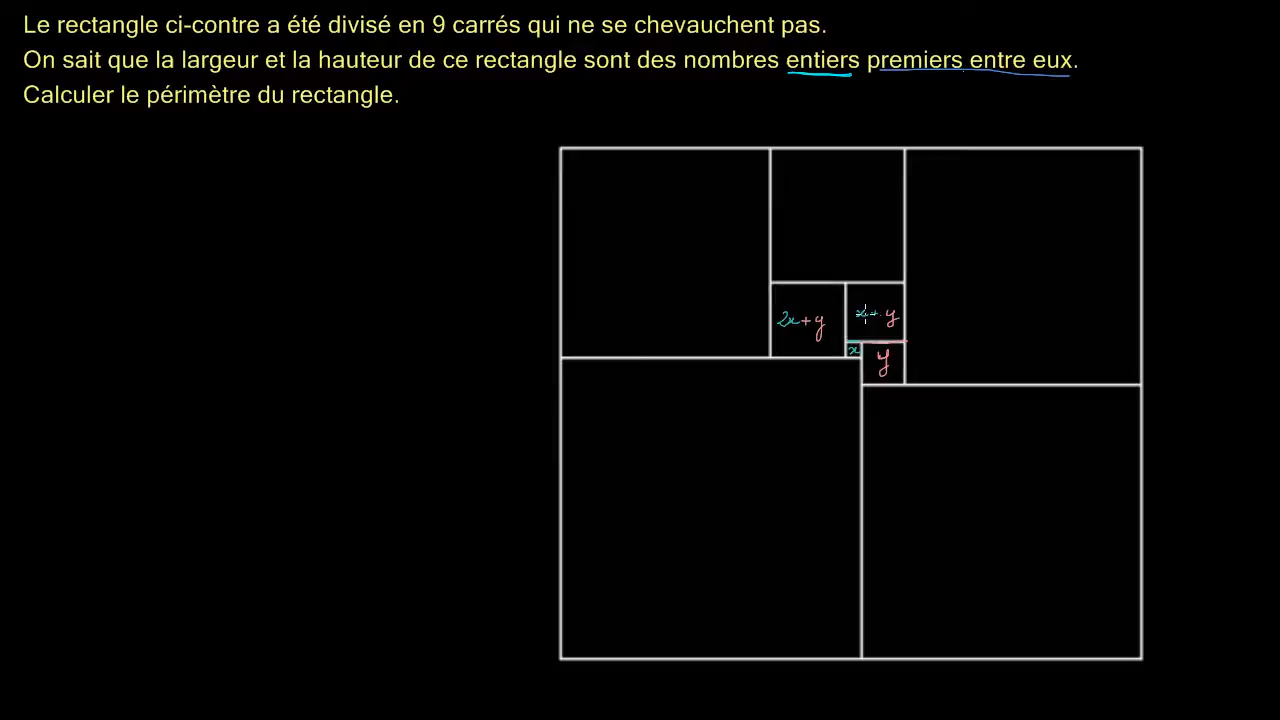 Le rectangle ci-contre a été divisé en 9 carrés qui ne se chevauchent pas.
On sait que la largeur et la hauteur de ce rectangle sont des nombres entiers premiers entre eux.
Calculer le périmètre du rectangle.
2x+y
x+y
x
y